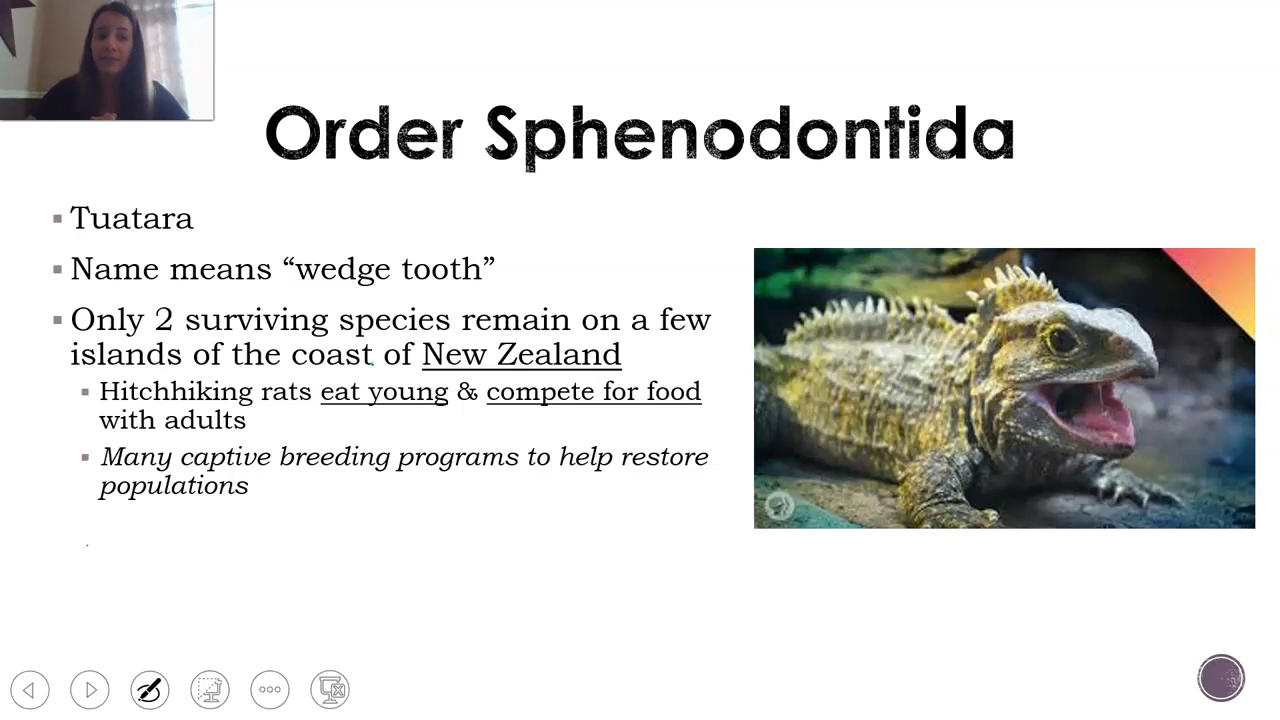 Order Sphenodontida
Tuatara
Name means “wedge tooth”
Only 2 surviving species remain on a few
islands of the coast of New Zealand
Hitchhiking rats eat young & compete for food
with adults
Many captive breeding programs to help restore
populations